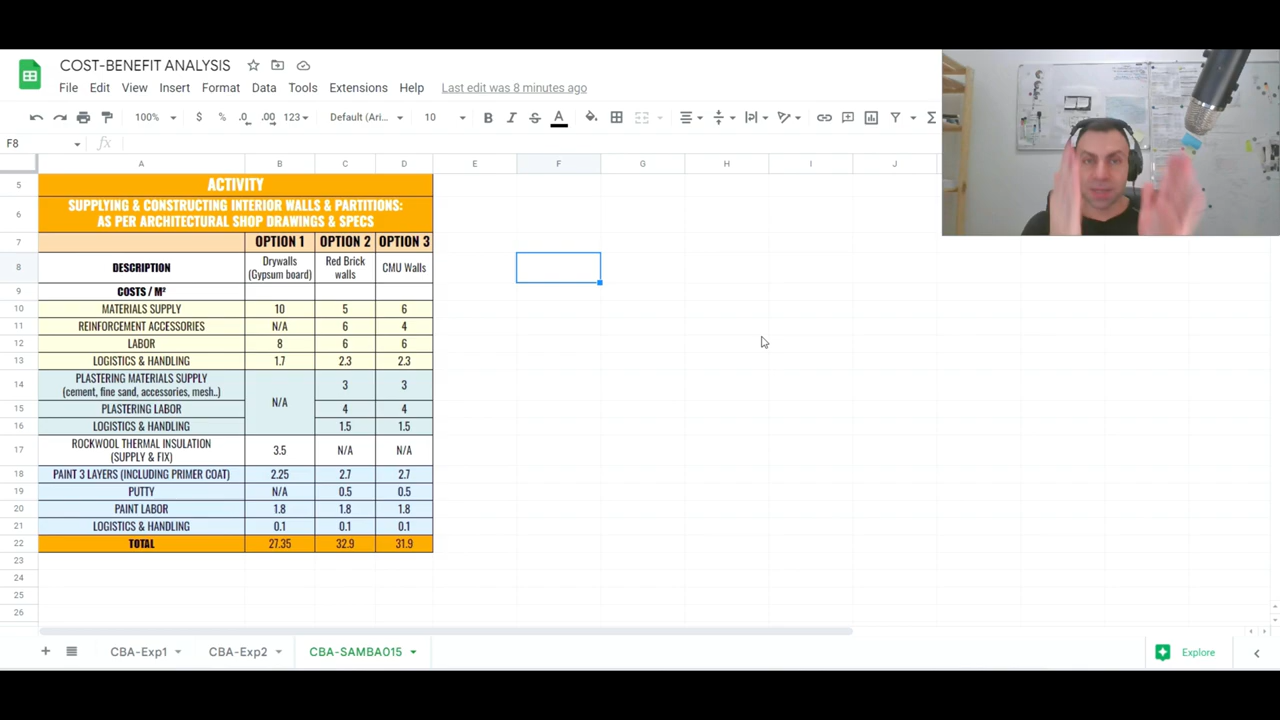 COST-BENEFIT ANALYSIS
File Edit View Insert Format Data Tools Extensions Help Last edit was 8 minutes ago
100% $ % .0 .00 123 Default (Ari... 10 B I S A
F8 fx
A B C D E F G H I J
5 ACTIVITY
6 SUPPLYING & CONSTRUCTING INTERIOR WALLS & PARTITIONS:
AS PER ARCHITECTURAL SHOP DRAWINGS & SPECS
7 OPTION 1 OPTION 2 OPTION 3
8 DESCRIPTION Drywalls (Gypsum board) Red Brick walls CMU Walls
9 COSTS / M²
10 MATERIALS SUPPLY 10 5 6
11 REINFORCEMENT ACCESSORIES N/A 6 4
12 LABOR 8 6 6
13 LOGISTICS & HANDLING 1.7 2.3 2.3
14 PLASTERING MATERIALS SUPPLY (cement, fine sand, accessories, mesh..) N/A 3 3
15 PLASTERING LABOR 4 4
16 LOGISTICS & HANDLING 1.5 1.5
17 ROCKWOOL THERMAL INSULATION (SUPPLY & FIX) 3.5 N/A N/A
18 PAINT 3 LAYERS (INCLUDING PRIMER COAT) 2.25 2.7 2.7
19 PUTTY N/A 0.5 0.5
20 PAINT LABOR 1.8 1.8 1.8
21 LOGISTICS & HANDLING 0.1 0.1 0.1
22 TOTAL 27.35 32.9 31.9
23
24
25
26
CBA-Exp1 CBA-Exp2 CBA-SAMBA015 Explore